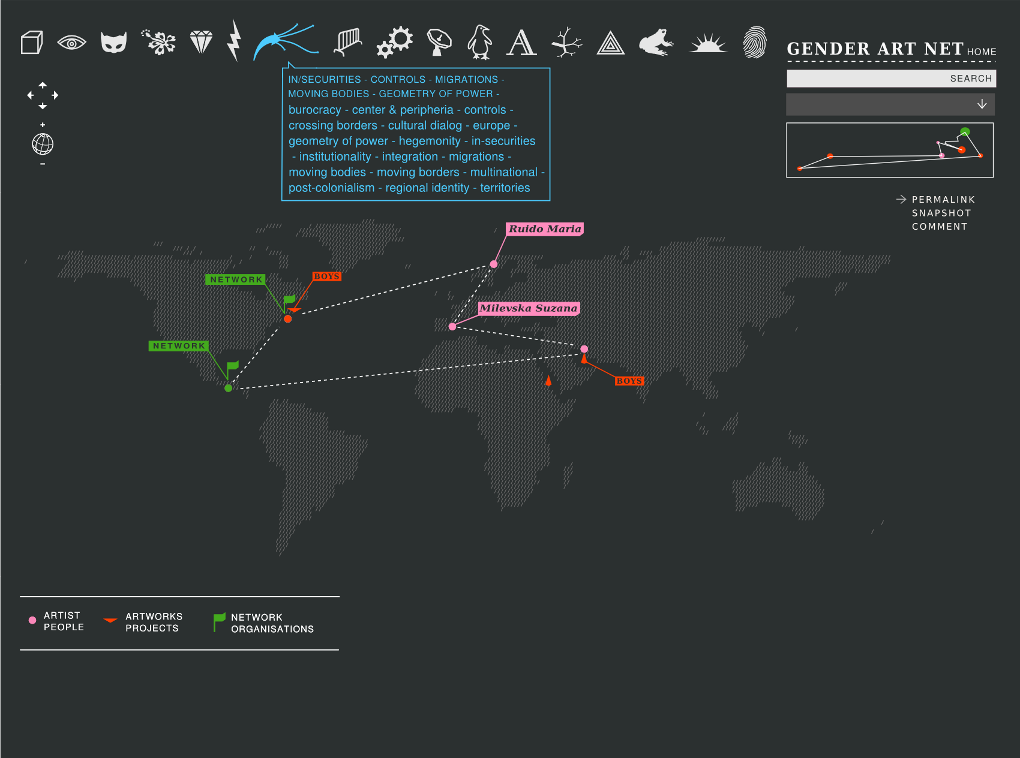 GENDER ART NET HOME
SEARCH
IN/SECURITIES - CONTROLS - MIGRATIONS -
MOVING BODIES - GEOMETRY OF POWER -
burocracy - center & peripheria - controls -
crossing borders - cultural dialog - europe -
geometry of power - hegemonity - in-securities
- institutionality - integration - migrations -
moving bodies - moving borders - multinational -
post-colonialism - regional identity - territories
PERMALINK
SNAPSHOT
COMMENT
Ruido Maria
NETWORK
BOYS
Milevska Suzana
NETWORK
BOYS
ARTIST
PEOPLE
ARTWORKS
PROJECTS
NETWORK
ORGANISATIONS